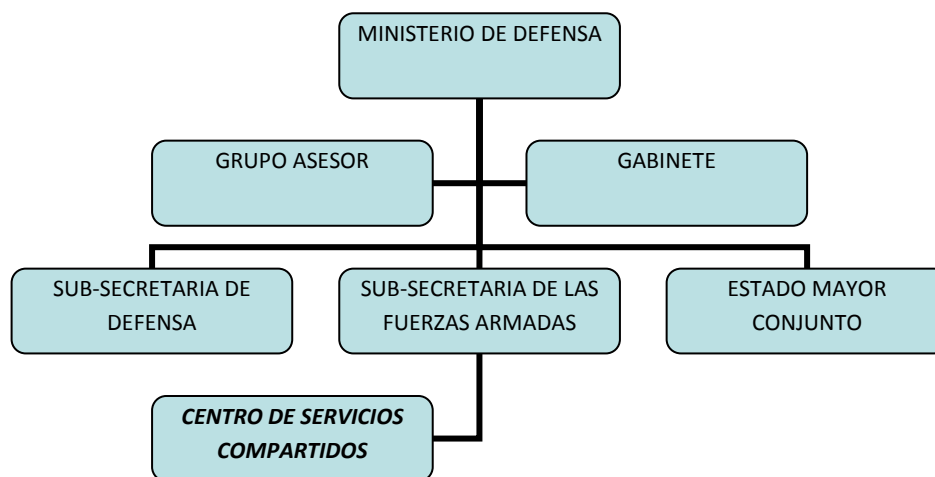 MINISTERIO DE DEFENSA
GRUPO ASESOR
GABINETE
SUB-SECRETARIA DE
DEFENSA
SUB-SECRETARIA DE LAS
FUERZAS ARMADAS
ESTADO MAYOR
CONJUNTO
CENTRO DE SERVICIOS
COMPARTIDOS